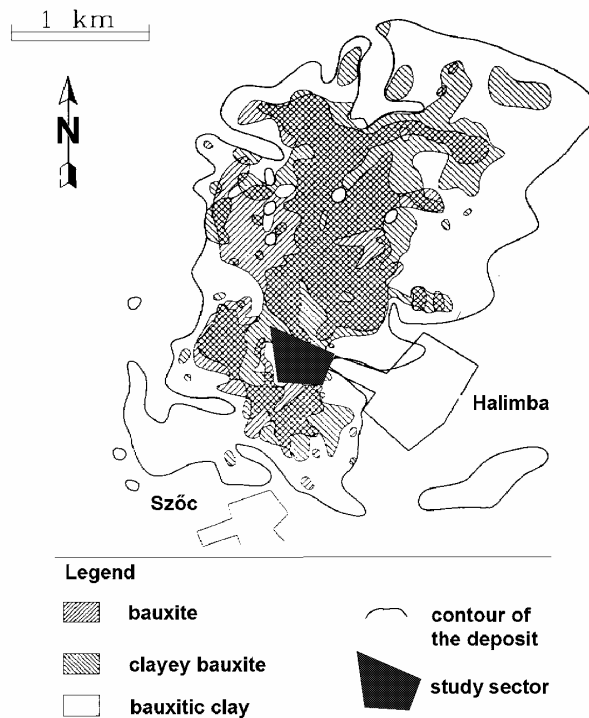 1 km
N
Halimba
Szőc
Legend
bauxite
clayey bauxite
bauxitic clay
contour of
the deposit
study sector